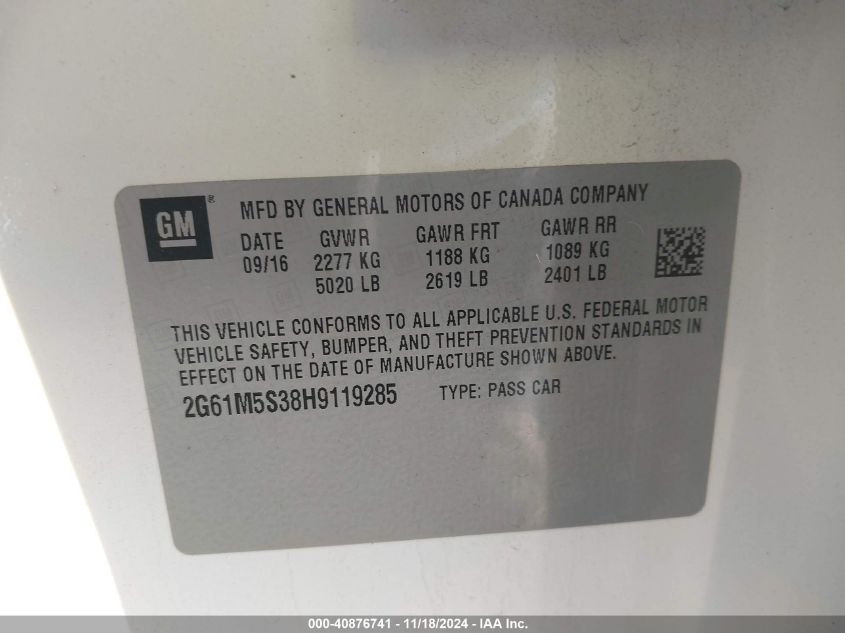 GM ®
MFD BY GENERAL MOTORS OF CANADA COMPANY
DATE GVWR GAWR FRT GAWR RR
09/16 2277 KG 1188 KG 1089 KG
5020 LB 2619 LB 2401 LB
THIS VEHICLE CONFORMS TO ALL APPLICABLE U.S. FEDERAL MOTOR
VEHICLE SAFETY, BUMPER, AND THEFT PREVENTION STANDARDS IN
EFFECT ON THE DATE OF MANUFACTURE SHOWN ABOVE.
2G61M5S38H9119285 TYPE: PASS CAR
000-40876741 - 11/18/2024 - IAA Inc.